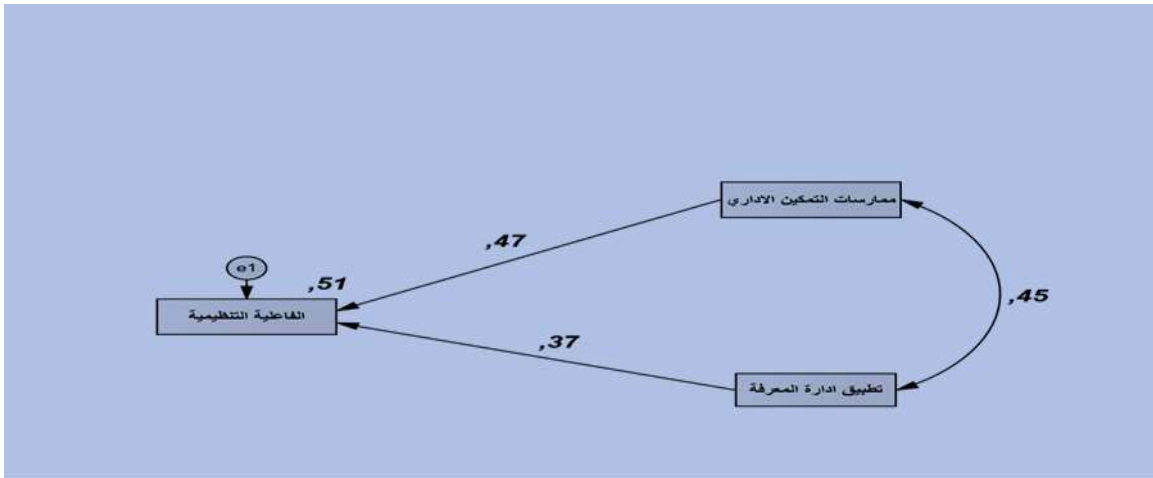 ممارسات التمكين الاداري
,47
e1
,51
,45
الفاعلية التنظيمية
,37
تطبيق ادارة المعرفة